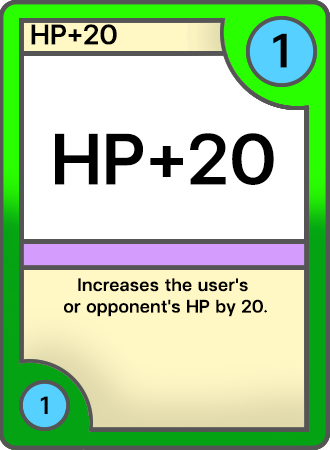 HP+20
1
HP+20
Increases the user's
or opponent's HP by 20.
1